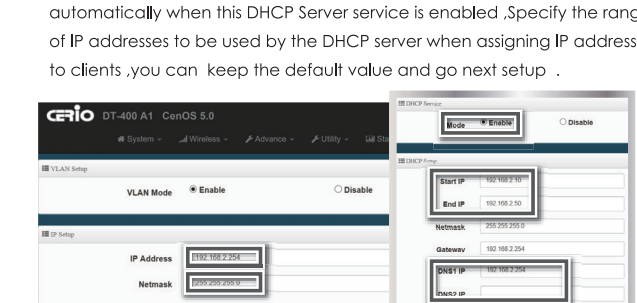 automatically when this DHCP Server service is enabled ,Specify the rang
of IP addresses to be used by the DHCP server when assigning IP address
to clients ,you can keep the default value and go next setup .
CERIO DT-400 A1 CenOS 5.0
System Wireless Advance Utility Sta
VLAN Setup
VLAN Mode Enable Disable
IP Setup
IP Address 192.168.2.254
Netmask 255.255.255.0
DHCP Service
Mode Enable Disable
DHCP Setup
Start IP 192.168.2.10
End IP 192.168.2.50
Netmask 255.255.255.0
Gateway 192.168.2.254
DNS1 IP 192.168.2.254
DNS2 IP